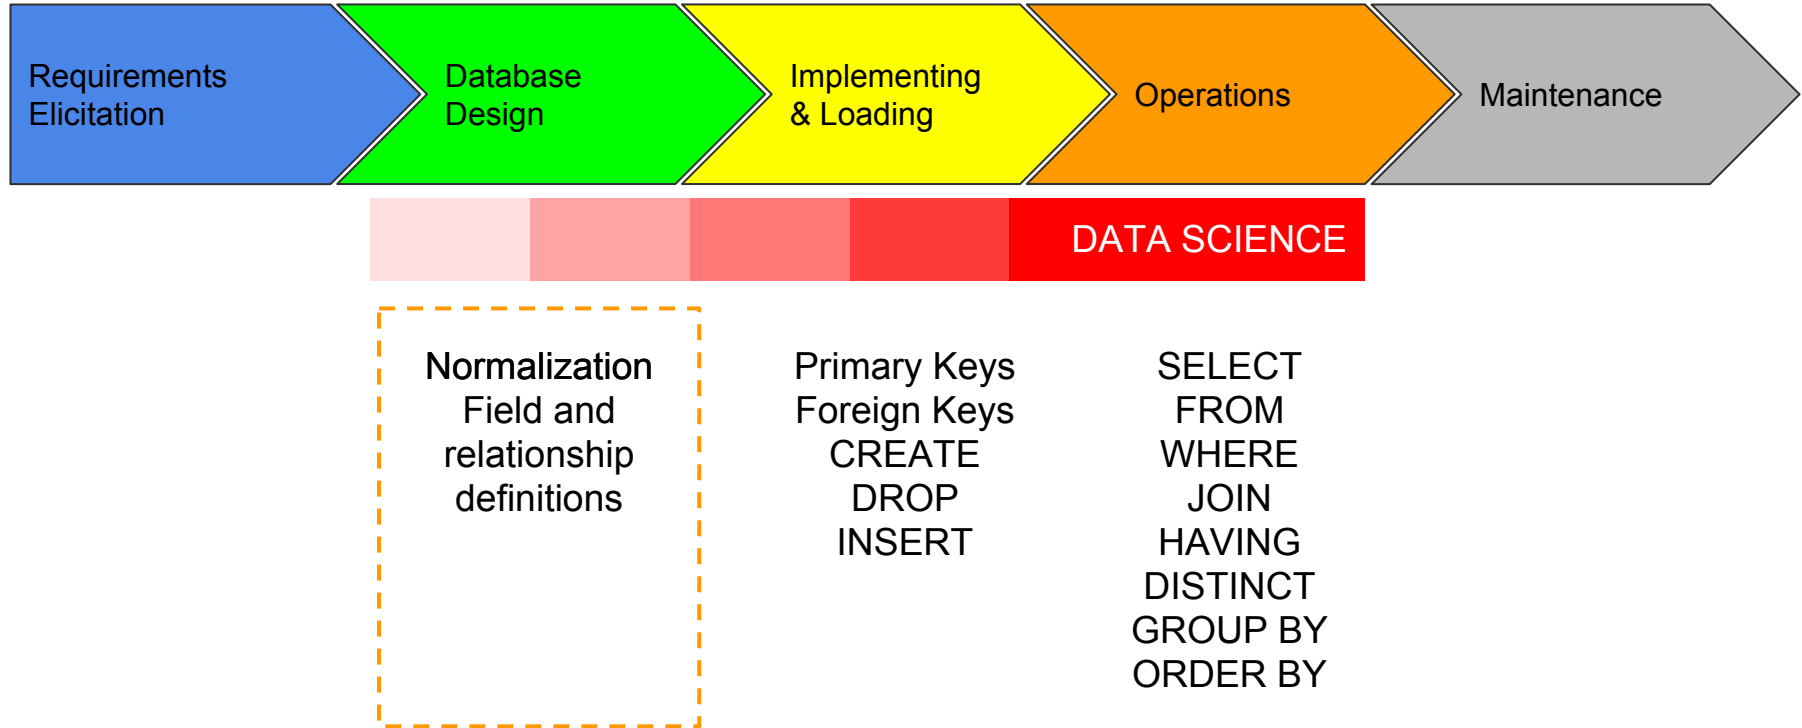 Requirements
Elicitation
Database
Design
Implementing
& Loading
Operations
Maintenance
DATA SCIENCE
Normalization
Field and
relationship
definitions
Primary Keys
Foreign Keys
CREATE
DROP
INSERT
SELECT
FROM
WHERE
JOIN
HAVING
DISTINCT
GROUP BY
ORDER BY